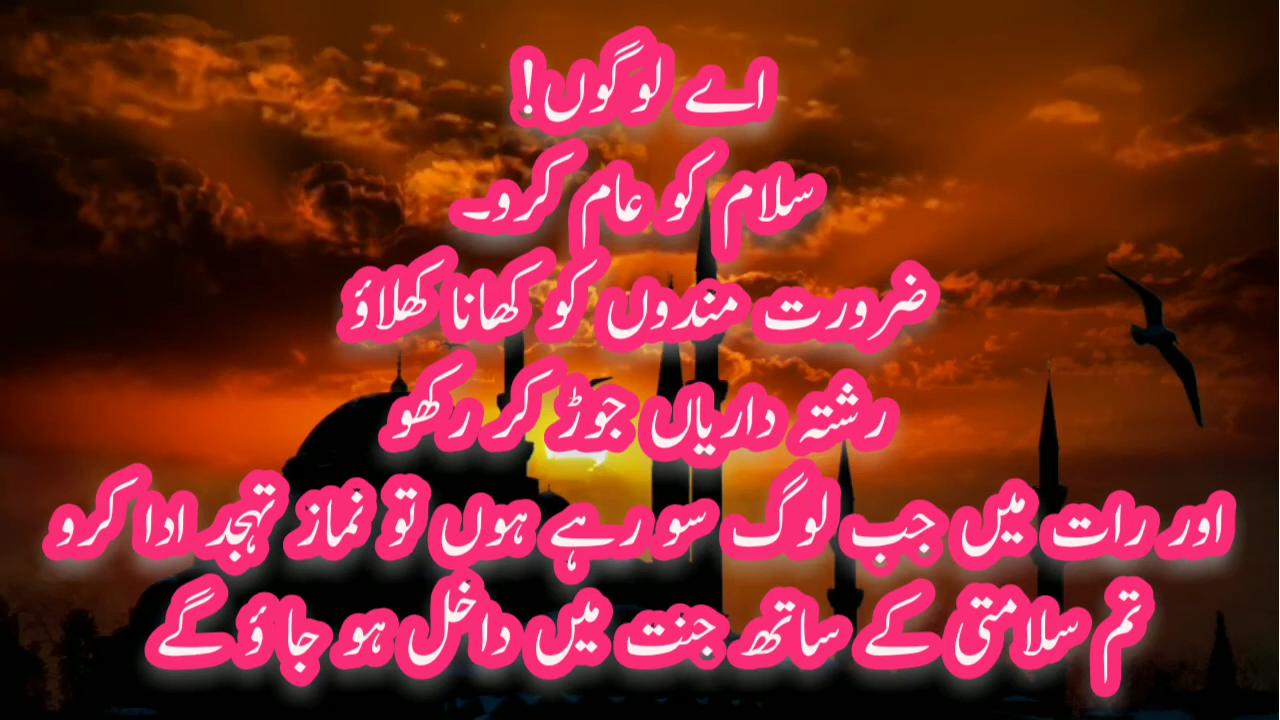 اے لوگوں!
سلام کو عام کرو۔
ضرورت مندوں کو کھانا کھلاؤ
رشتہ داریاں جوڑ کر رکھو
اور رات میں جب لوگ سو رہے ہوں تو نماز تہجد ادا کرو
تم سلامتی کے ساتھ جنت میں داخل ہو جاؤ گے